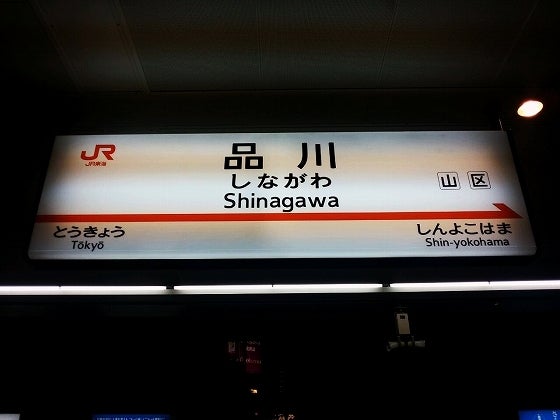 JR
JR東海
品川
しながわ
Shinagawa
山 区
とうきょう
Tōkyō
しんよこはま
Shin-yokohama